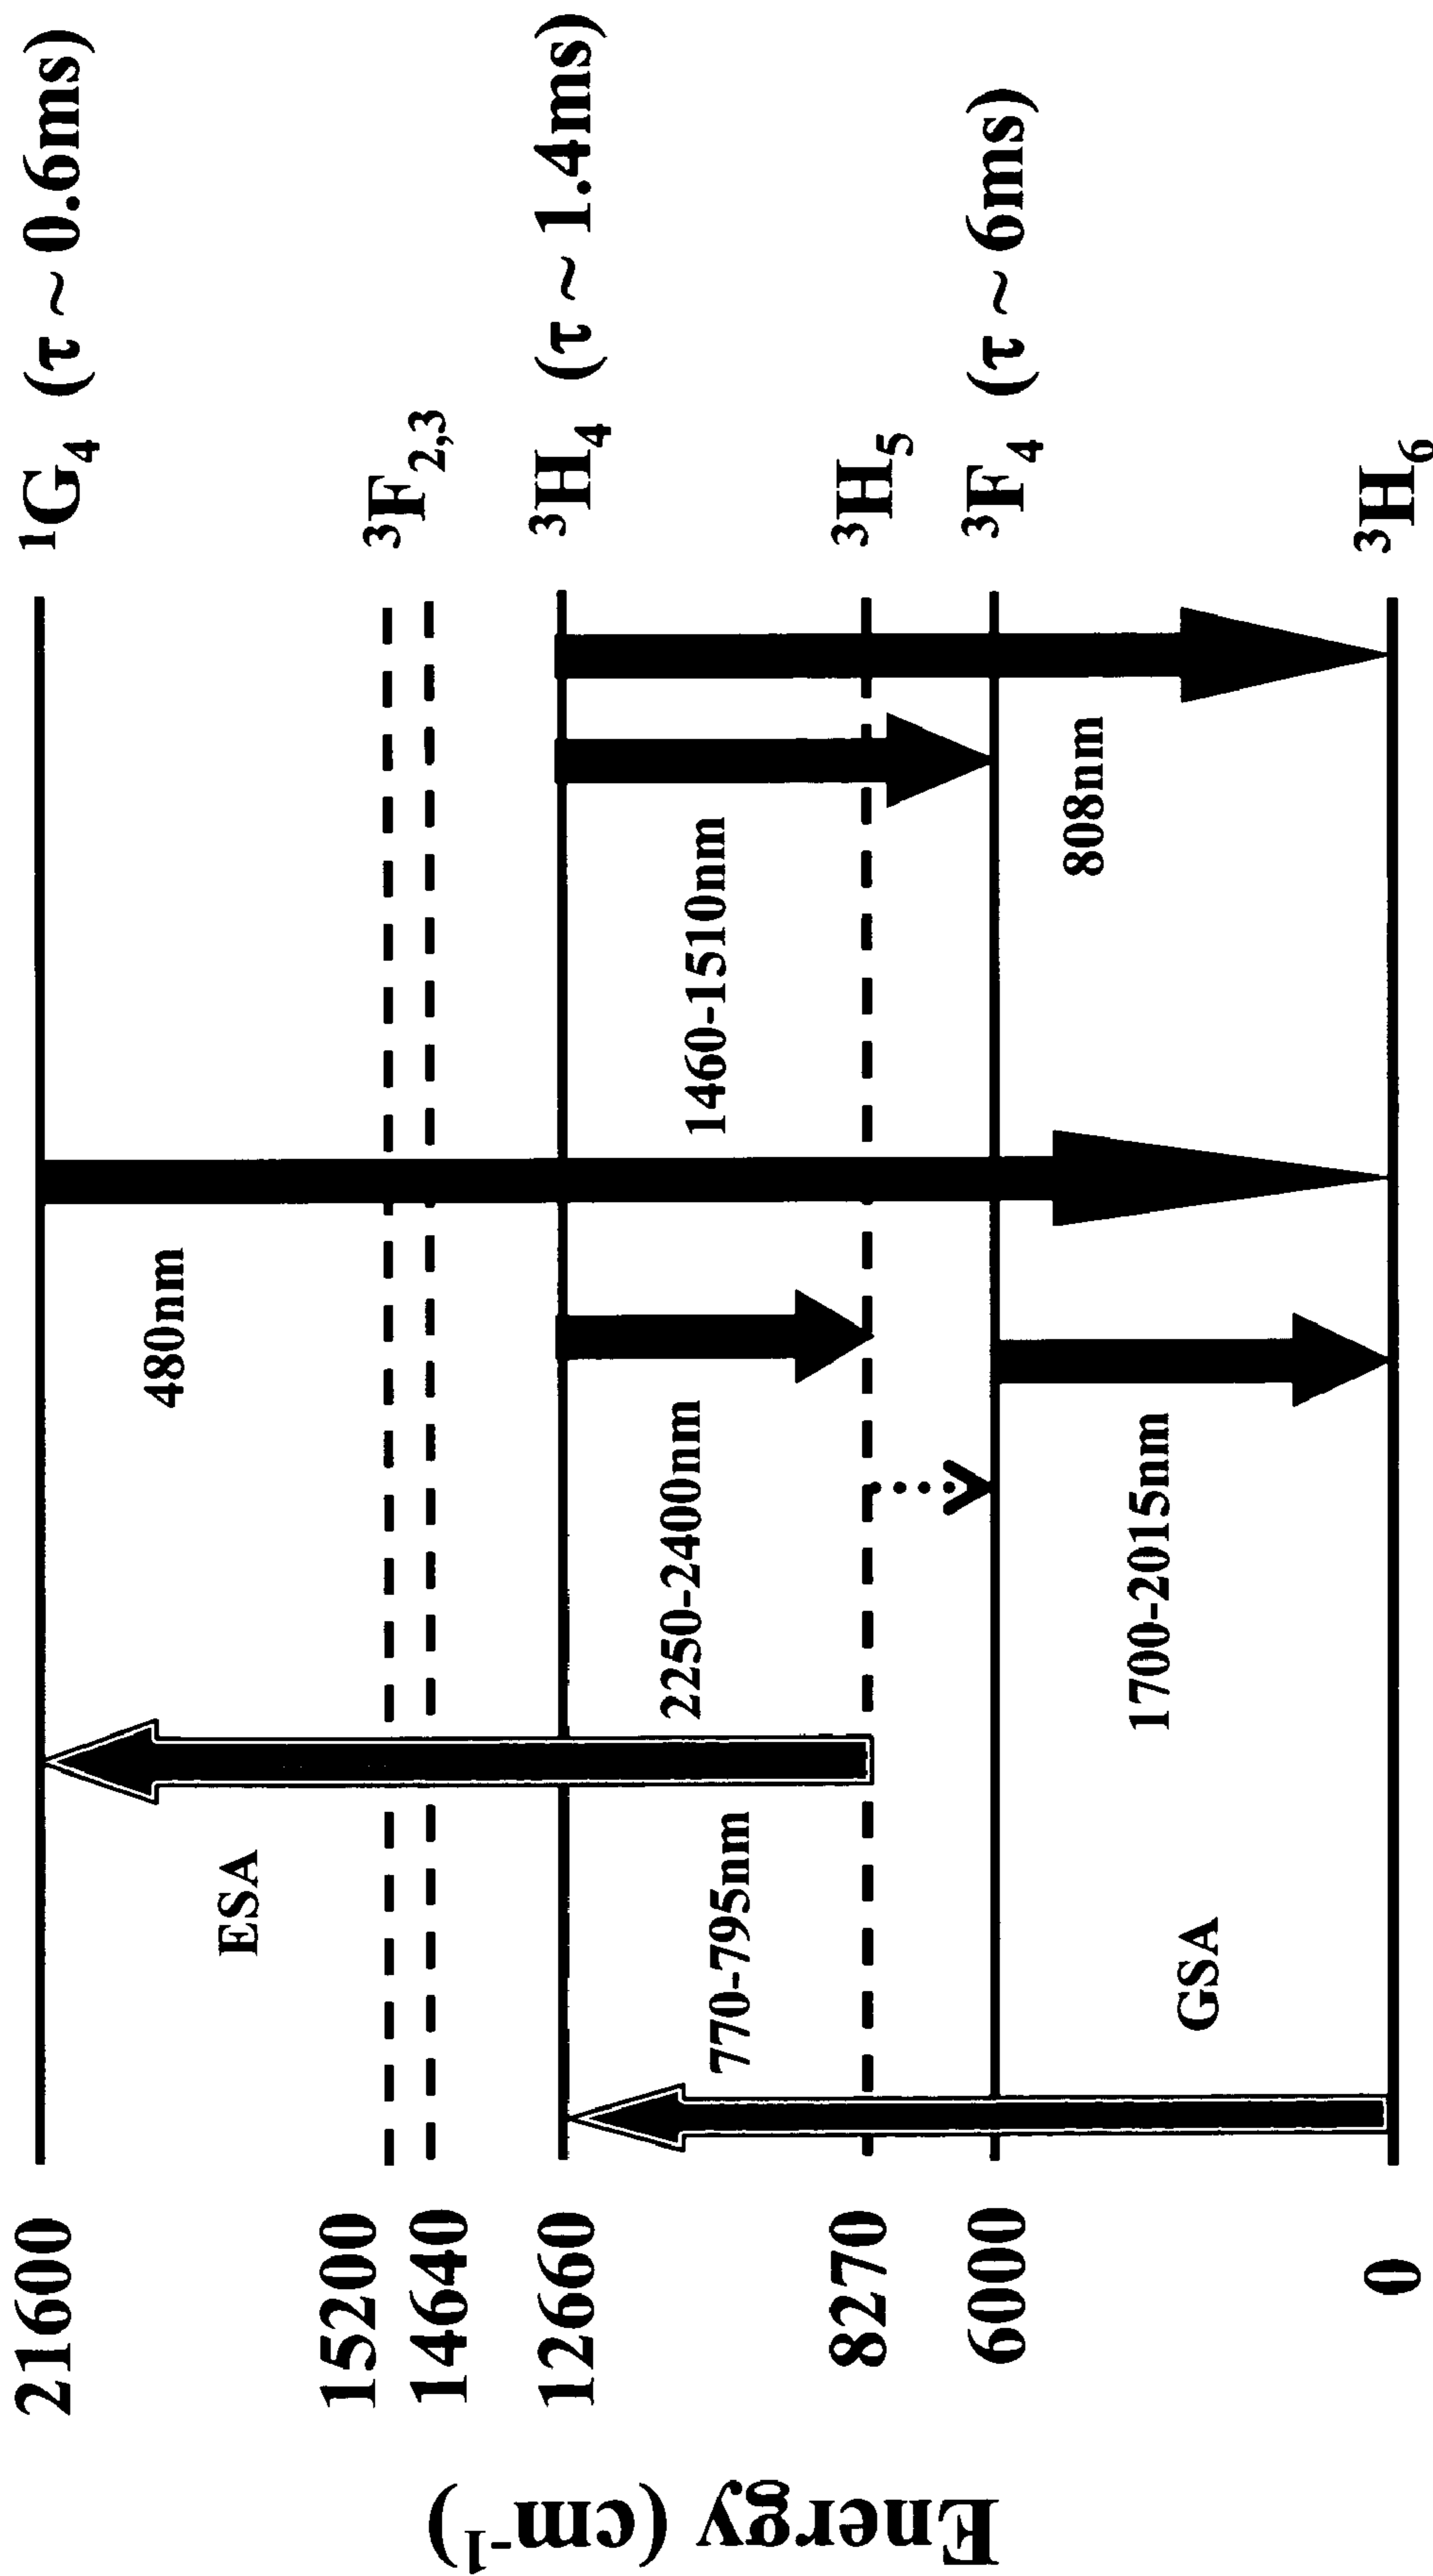 Energy (cm⁻¹)
21600
15200
14640
12660
8270
6000
0
¹G₄ (τ ~ 0.6ms)
³F₂,₃
³H₄ (τ ~ 1.4ms)
³H₅
³F₄ (τ ~ 6ms)
³H₆
ESA
480nm
770-795nm
2250-2400nm
1460-1510nm
GSA
1700-2015nm
808nm